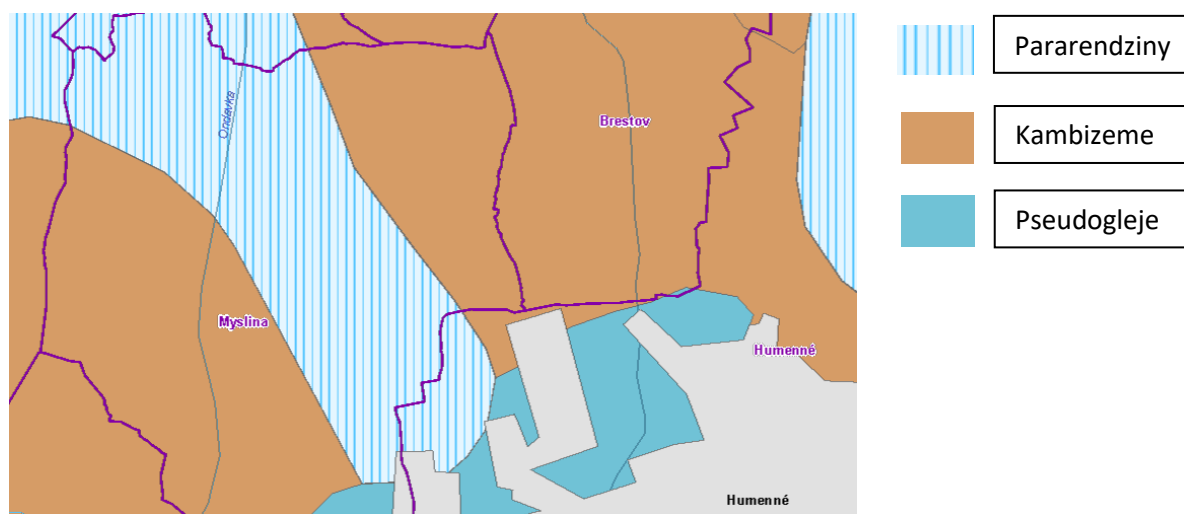 Ondavka
Brestov
Myslina
Humenné
Humenné
Pararendziny
Kambizeme
Pseudogleje